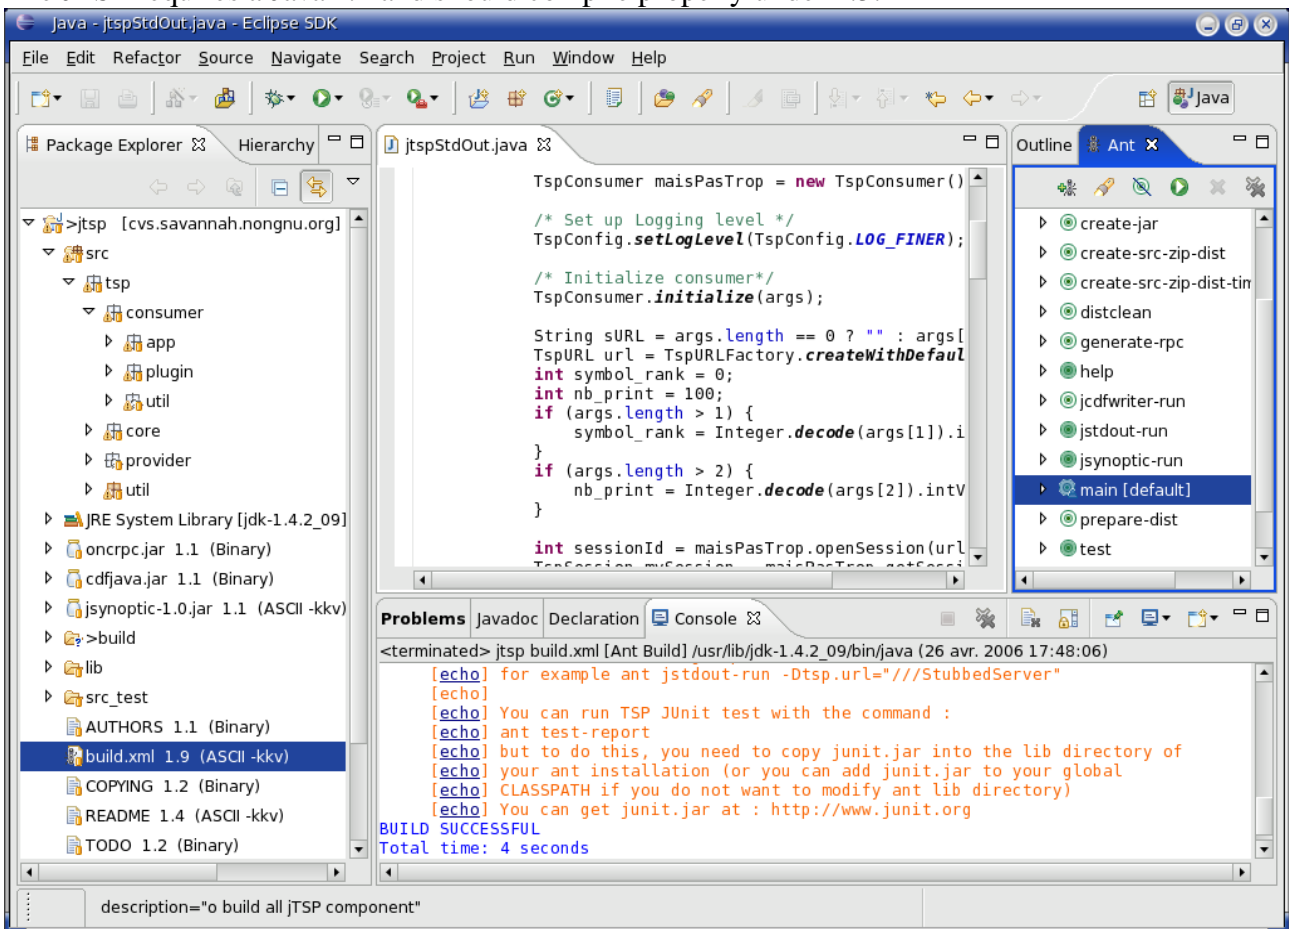 Java - jtspStdOut.java - Eclipse SDK
File Edit Refactor Source Navigate Search Project Run Window Help
Java
Package Explorer Hierarchy
>jtsp [cvs.savannah.nongnu.org]
src
tsp
consumer
app
plugin
util
core
provider
util
JRE System Library [jdk-1.4.2_09]
oncrpc.jar 1.1 (Binary)
cdfjava.jar 1.1 (Binary)
jsynoptic-1.0.jar 1.1 (ASCII -kkv)
>build
lib
src_test
AUTHORS 1.1 (Binary)
build.xml 1.9 (ASCII -kkv)
COPYING 1.2 (Binary)
README 1.4 (ASCII -kkv)
TODO 1.2 (Binary)
jtspStdOut.java
TspConsumer maisPasTrop = new TspConsumer()
/* Set up Logging level */
TspConfig.setLogLevel(TspConfig.LOG_FINER);
/* Initialize consumer*/
TspConsumer.initialize(args);
String sURL = args.length == 0 ? "" : args[
TspURL url = TspURLFactory.createWithDefaul
int symbol_rank = 0;
int nb_print = 100;
if (args.length > 1) {
symbol_rank = Integer.decode(args[1]).i
}
if (args.length > 2) {
nb_print = Integer.decode(args[2]).intV
}
int sessionId = maisPasTrop.openSession(url
Outline Ant
create-jar
create-src-zip-dist
create-src-zip-dist-tim
distclean
generate-rpc
help
jcdfwriter-run
jstdout-run
jsynoptic-run
main [default]
prepare-dist
test
Problems Javadoc Declaration Console
<terminated> jtsp build.xml [Ant Build] /usr/lib/jdk-1.4.2_09/bin/java (26 avr. 2006 17:48:06)
[echo] for example ant jstdout-run -Dtsp.url="///StubbedServer"
[echo]
[echo] You can run TSP JUnit test with the command :
[echo] ant test-report
[echo] but to do this, you need to copy junit.jar into the lib directory of
[echo] your ant installation (or you can add junit.jar to your global
[echo] CLASSPATH if you do not want to modify ant lib directory)
[echo] You can get junit.jar at : http://www.junit.org
BUILD SUCCESSFUL
Total time: 4 seconds
description="o build all jTSP component"